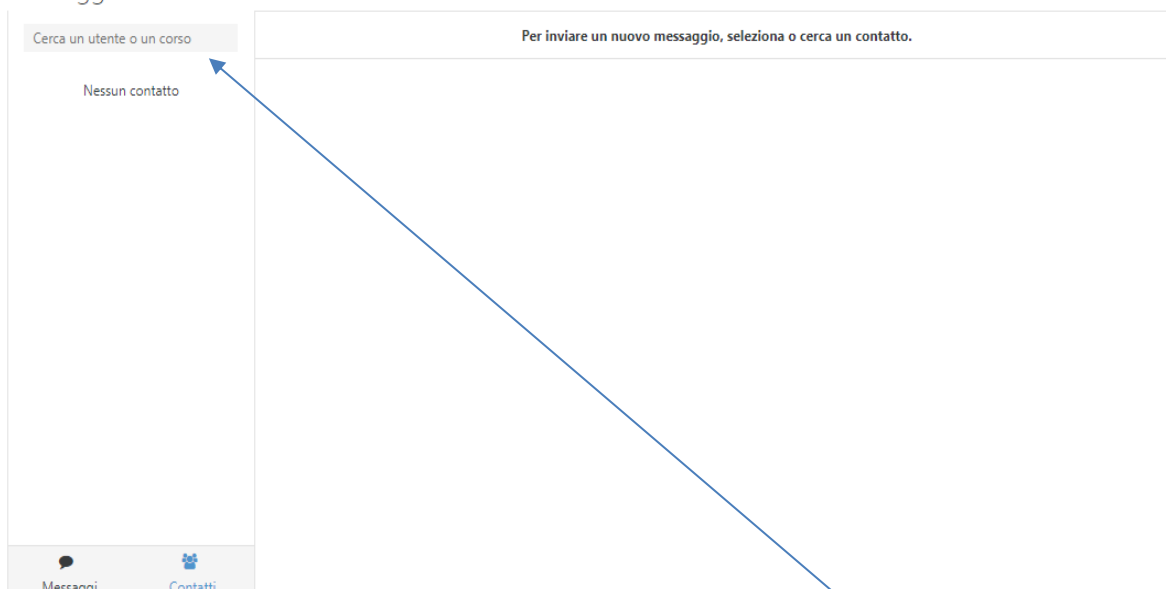 Cerca un utente o un corso
Per inviare un nuovo messaggio, seleziona o cerca un contatto.
Nessun contatto
Messaggi
Contatti